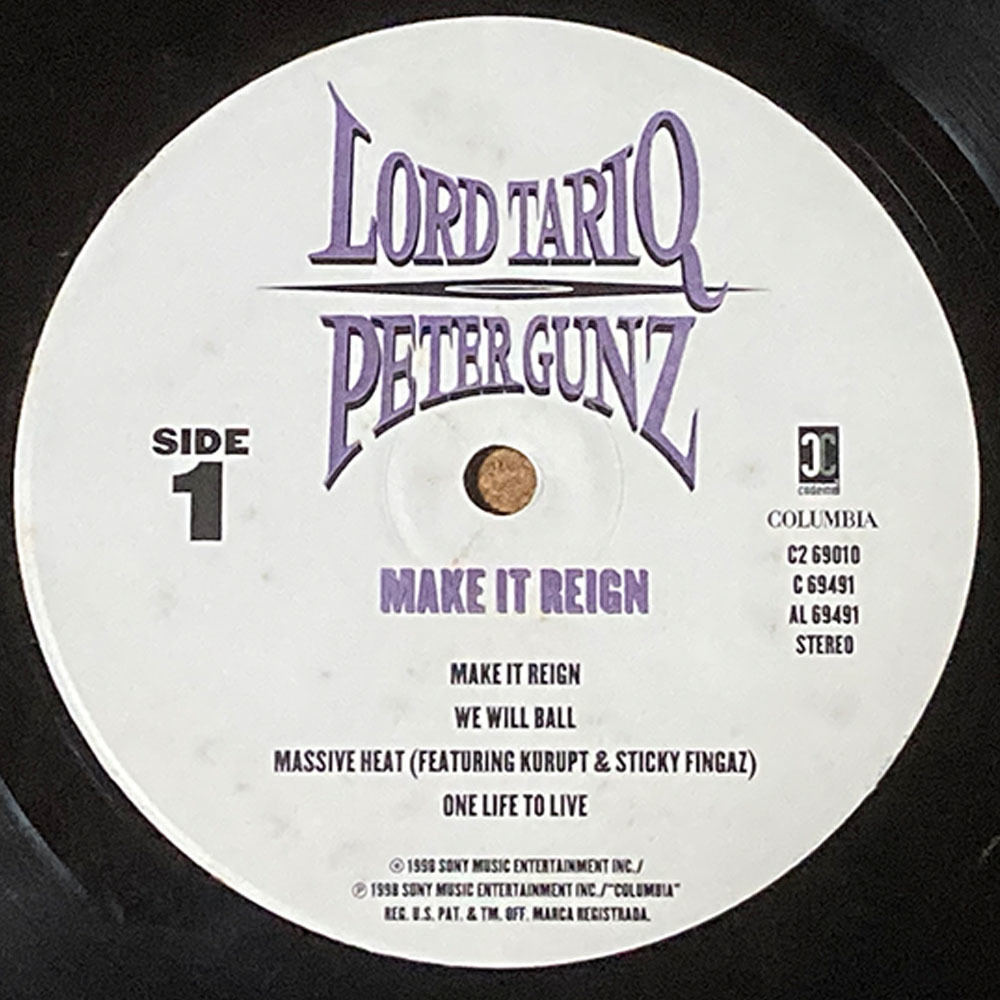 LORD TARIQ
PETER GUNZ
SIDE
1
codeine
COLUMBIA
C2 69010
C 69491
AL 69491
STEREO
MAKE IT REIGN
MAKE IT REIGN
WE WILL BALL
MASSIVE HEAT (FEATURING KURUPT & STICKY FINGAZ)
ONE LIFE TO LIVE
© 1998 SONY MUSIC ENTERTAINMENT INC./
℗ 1998 SONY MUSIC ENTERTAINMENT INC./"COLUMBIA"
REG. U.S. PAT. & TM. OFF. MARCA REGISTRADA.